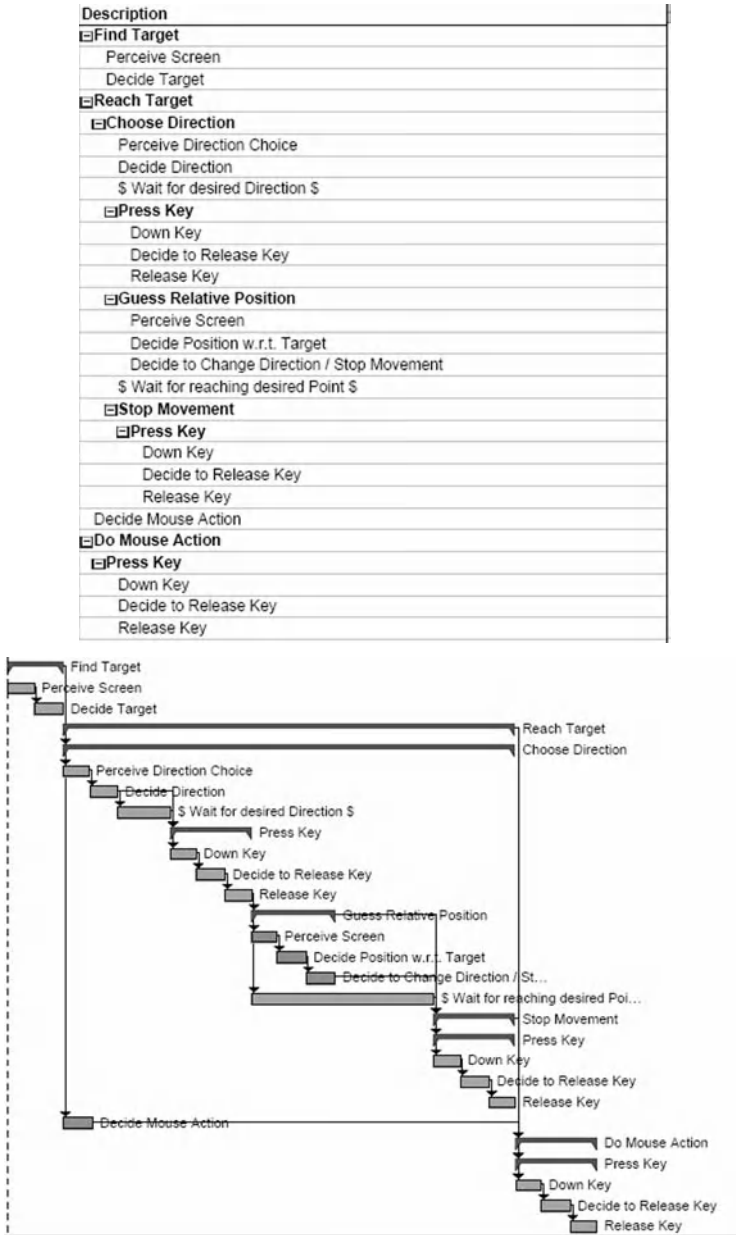 Description
Find Target
Perceive Screen
Decide Target
Reach Target
Choose Direction
Perceive Direction Choice
Decide Direction
$ Wait for desired Direction $
Press Key
Down Key
Decide to Release Key
Release Key
Guess Relative Position
Perceive Screen
Decide Position w.r.t. Target
Decide to Change Direction / Stop Movement
$ Wait for reaching desired Point $
Stop Movement
Press Key
Down Key
Decide to Release Key
Release Key
Decide Mouse Action
Do Mouse Action
Press Key
Down Key
Decide to Release Key
Release Key
Find Target
Perceive Screen
Decide Target
Reach Target
Choose Direction
Perceive Direction Choice
Decide Direction
$ Wait for desired Direction $
Press Key
Down Key
Decide to Release Key
Release Key
Guess Relative Position
Perceive Screen
Decide Position w.r.t. Target
Decide to Change Direction / St...
$ Wait for reaching desired Poi...
Stop Movement
Press Key
Down Key
Decide to Release Key
Release Key
Decide Mouse Action
Do Mouse Action
Press Key
Down Key
Decide to Release Key
Release Key